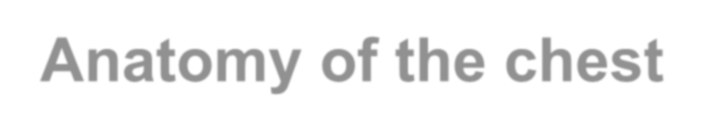 Anatomy of the chest